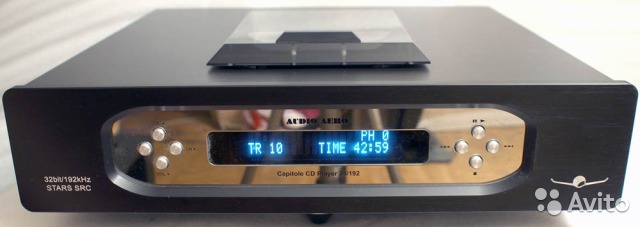 AUDIO AERO
PH 0
TR 10 TIME 42:59
VOL
Capitole CD Player 24/192
32bit/192kHz
STARS SRC
Avito